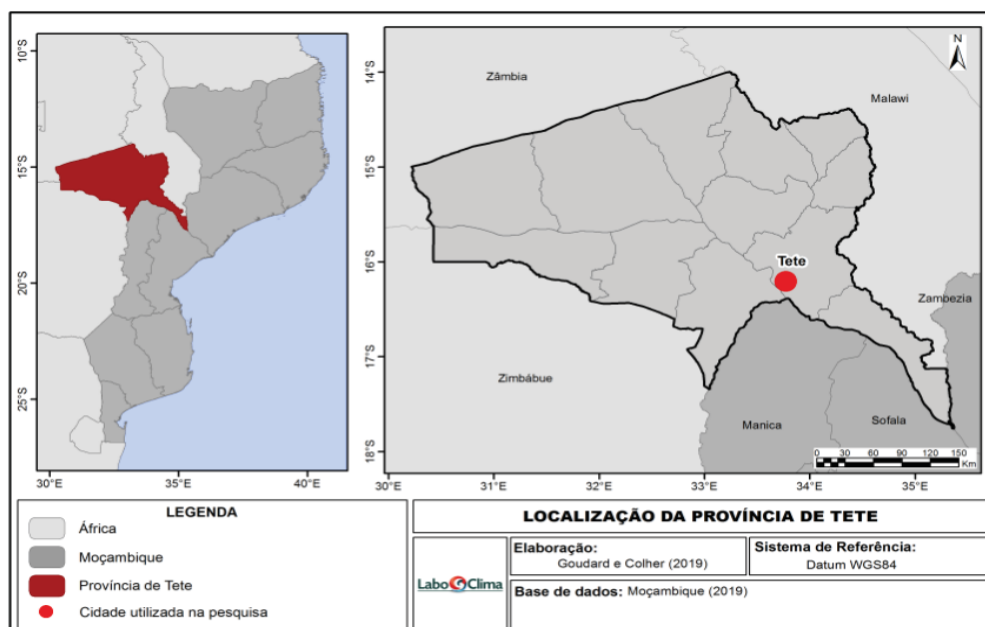 10°S
15°S
20°S
25°S
30°E
35°E
40°E
N
Zâmbia
Malawi
Tete
Zambezia
Zimbábue
Manica
Sofala
14°S
15°S
16°S
17°S
18°S
0 30 60 90 120 150
Km
30°E
31°E
32°E
33°E
34°E
35°E
LEGENDA
África
Moçambique
Província de Tete
Cidade utilizada na pesquisa
LOCALIZAÇÃO DA PROVÍNCIA DE TETE
LaboClima
Elaboração:
Goudard e Colher (2019)
Sistema de Referência:
Datum WGS84
Base de dados: Moçambique (2019)